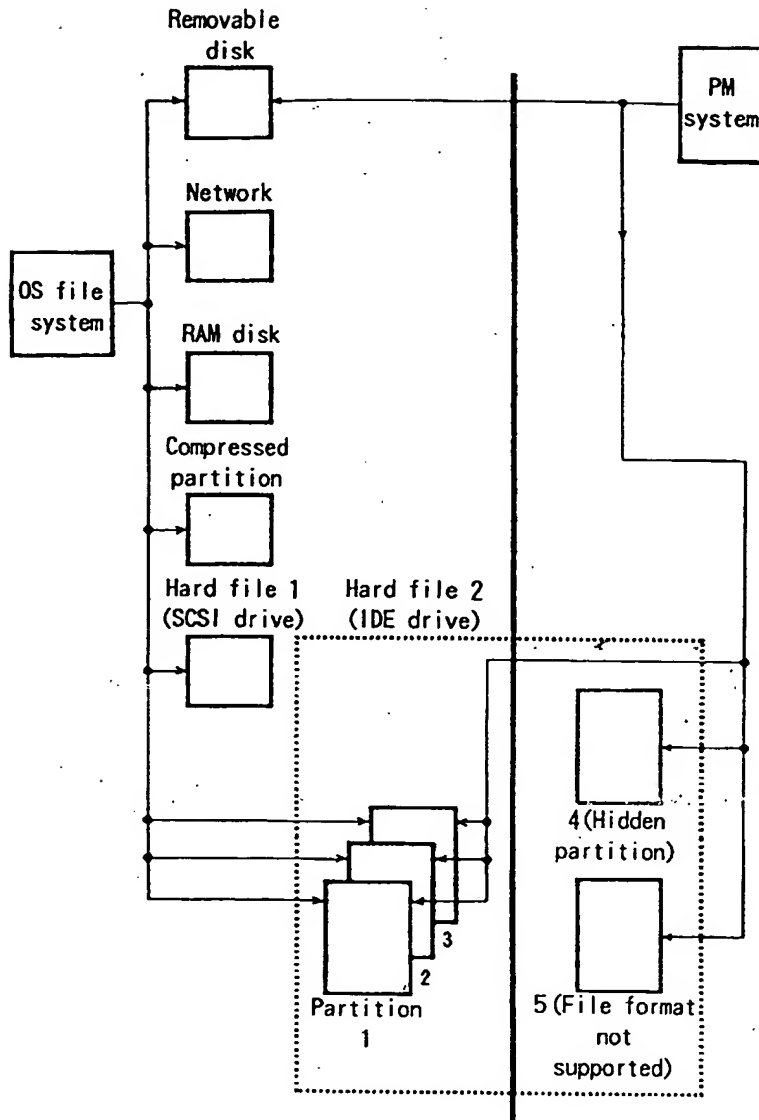 Removable
disk
PM
system
Network
OS file
system
RAM disk
Compressed
partition
Hard file 1
(SCSI drive)
Hard file 2
(IDE drive)
4(Hidden
partition)
3
2
Partition
1
5(File format
not
supported)